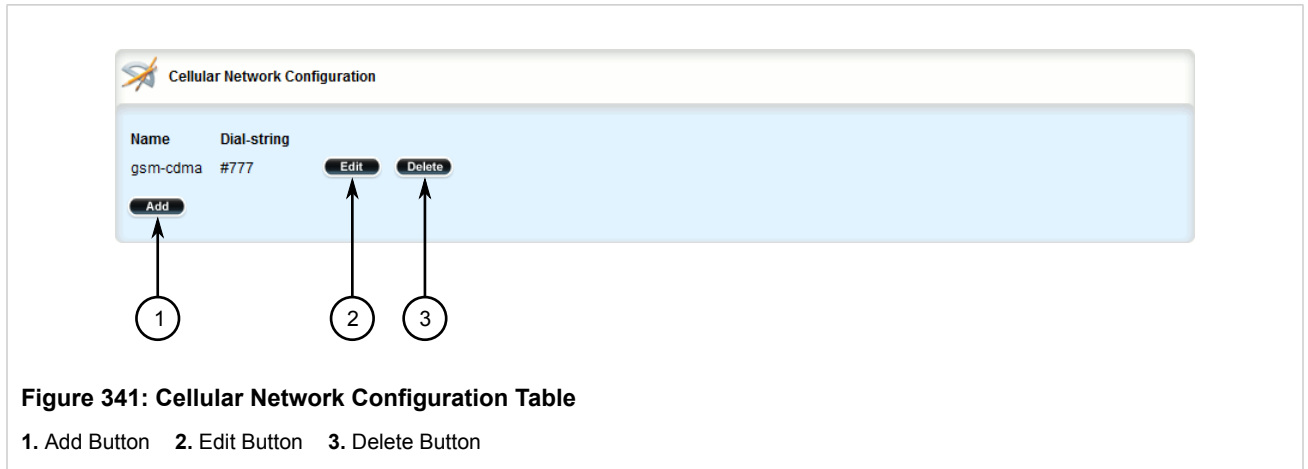 Cellular Network Configuration
Name Dial-string
gsm-cdma #777 Edit Delete
Add
1 2 3
Figure 341: Cellular Network Configuration Table
1. Add Button 2. Edit Button 3. Delete Button